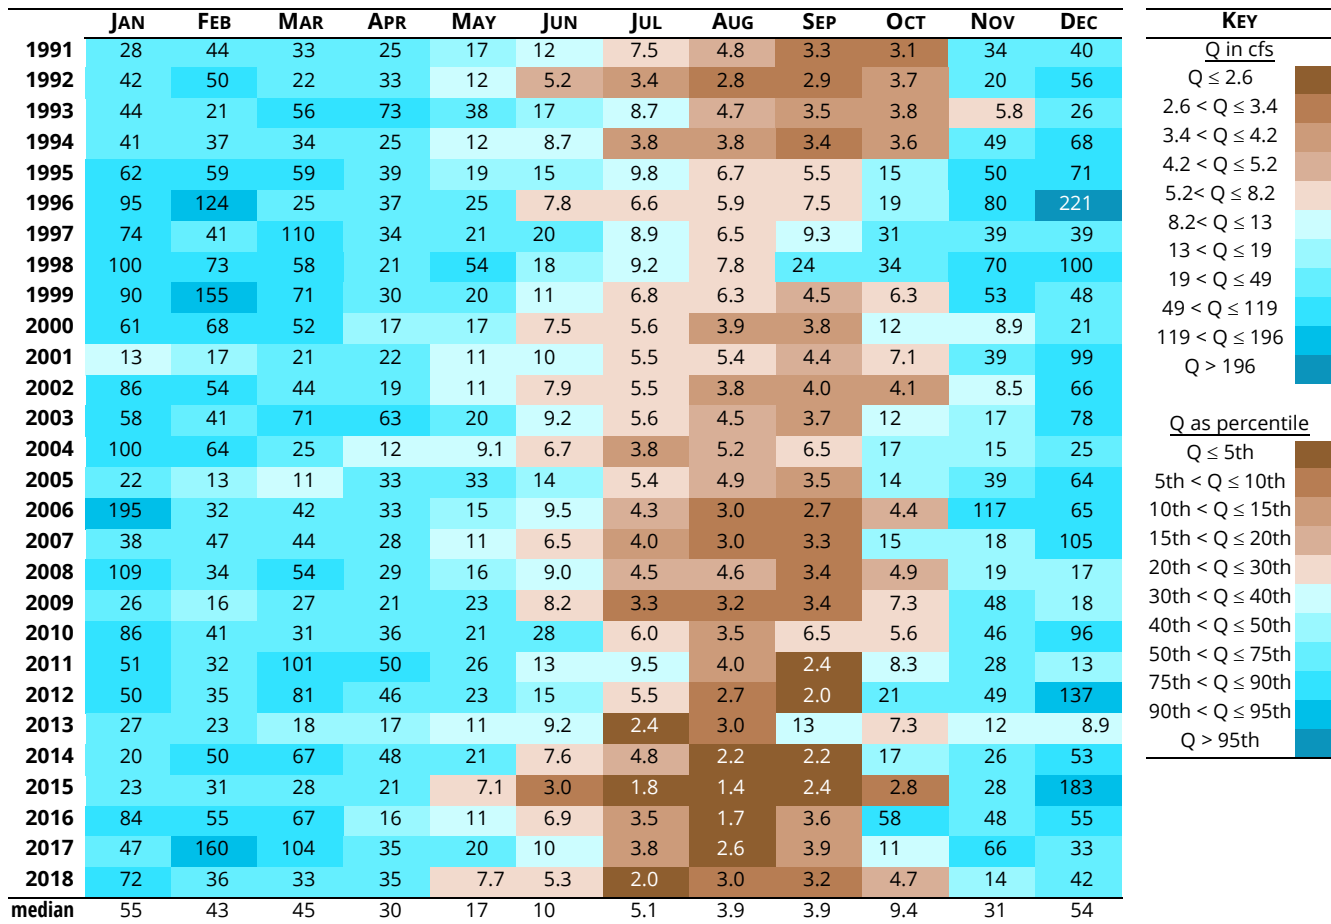 JAN FEB MAR APR MAY JUN JUL AUG SEP OCT NOV DEC KEY
1991 28 44 33 25 17 12 7.5 4.8 3.3 3.1 34 40 Q in cfs
1992 42 50 22 33 12 5.2 3.4 2.8 2.9 3.7 20 56 Q ≤ 2.6
1993 44 21 56 73 38 17 8.7 4.7 3.5 3.8 5.8 26 2.6 < Q ≤ 3.4
1994 41 37 34 25 12 8.7 3.8 3.8 3.4 3.6 49 68 3.4 < Q ≤ 4.2
1995 62 59 59 39 19 15 9.8 6.7 5.5 15 50 71 4.2 < Q ≤ 5.2
1996 95 124 25 37 25 7.8 6.6 5.9 7.5 19 80 221 5.2< Q ≤ 8.2
1997 74 41 110 34 21 20 8.9 6.5 9.3 31 39 39 8.2< Q ≤ 13
1998 100 73 58 21 54 18 9.2 7.8 24 34 70 100 13 < Q ≤ 19
1999 90 155 71 30 20 11 6.8 6.3 4.5 6.3 53 48 19 < Q ≤ 49
2000 61 68 52 17 17 7.5 5.6 3.9 3.8 12 8.9 21 49 < Q ≤ 119
2001 13 17 21 22 11 10 5.5 5.4 4.4 7.1 39 99 119 < Q ≤ 196
2002 86 54 44 19 11 7.9 5.5 3.8 4.0 4.1 8.5 66 Q > 196
2003 58 41 71 63 20 9.2 5.6 4.5 3.7 12 17 78 Q as percentile
2004 100 64 25 12 9.1 6.7 3.8 5.2 6.5 17 15 25 Q ≤ 5th
2005 22 13 11 33 33 14 5.4 4.9 3.5 14 39 64 5th < Q ≤ 10th
2006 195 32 42 33 15 9.5 4.3 3.0 2.7 4.4 117 65 10th < Q ≤ 15th
2007 38 47 44 28 11 6.5 4.0 3.0 3.3 15 18 105 15th < Q ≤ 20th
2008 109 34 54 29 16 9.0 4.5 4.6 3.4 4.9 19 17 20th < Q ≤ 30th
2009 26 16 27 21 23 8.2 3.3 3.2 3.4 7.3 48 18 30th < Q ≤ 40th
2010 86 41 31 36 21 28 6.0 3.5 6.5 5.6 46 96 40th < Q ≤ 50th
2011 51 32 101 50 26 13 9.5 4.0 2.4 8.3 28 13 50th < Q ≤ 75th
2012 50 35 81 46 23 15 5.5 2.7 2.0 21 49 137 75th < Q ≤ 90th
2013 27 23 18 17 11 9.2 2.4 3.0 13 7.3 12 8.9 90th < Q ≤ 95th
2014 20 50 67 48 21 7.6 4.8 2.2 2.2 17 26 53 Q > 95th
2015 23 31 28 21 7.1 3.0 1.8 1.4 2.4 2.8 28 183
2016 84 55 67 16 11 6.9 3.5 1.7 3.6 58 48 55
2017 47 160 104 35 20 10 3.8 2.6 3.9 11 66 33
2018 72 36 33 35 7.7 5.3 2.0 3.0 3.2 4.7 14 42
median 55 43 45 30 17 10 5.1 3.9 3.9 9.4 31 54